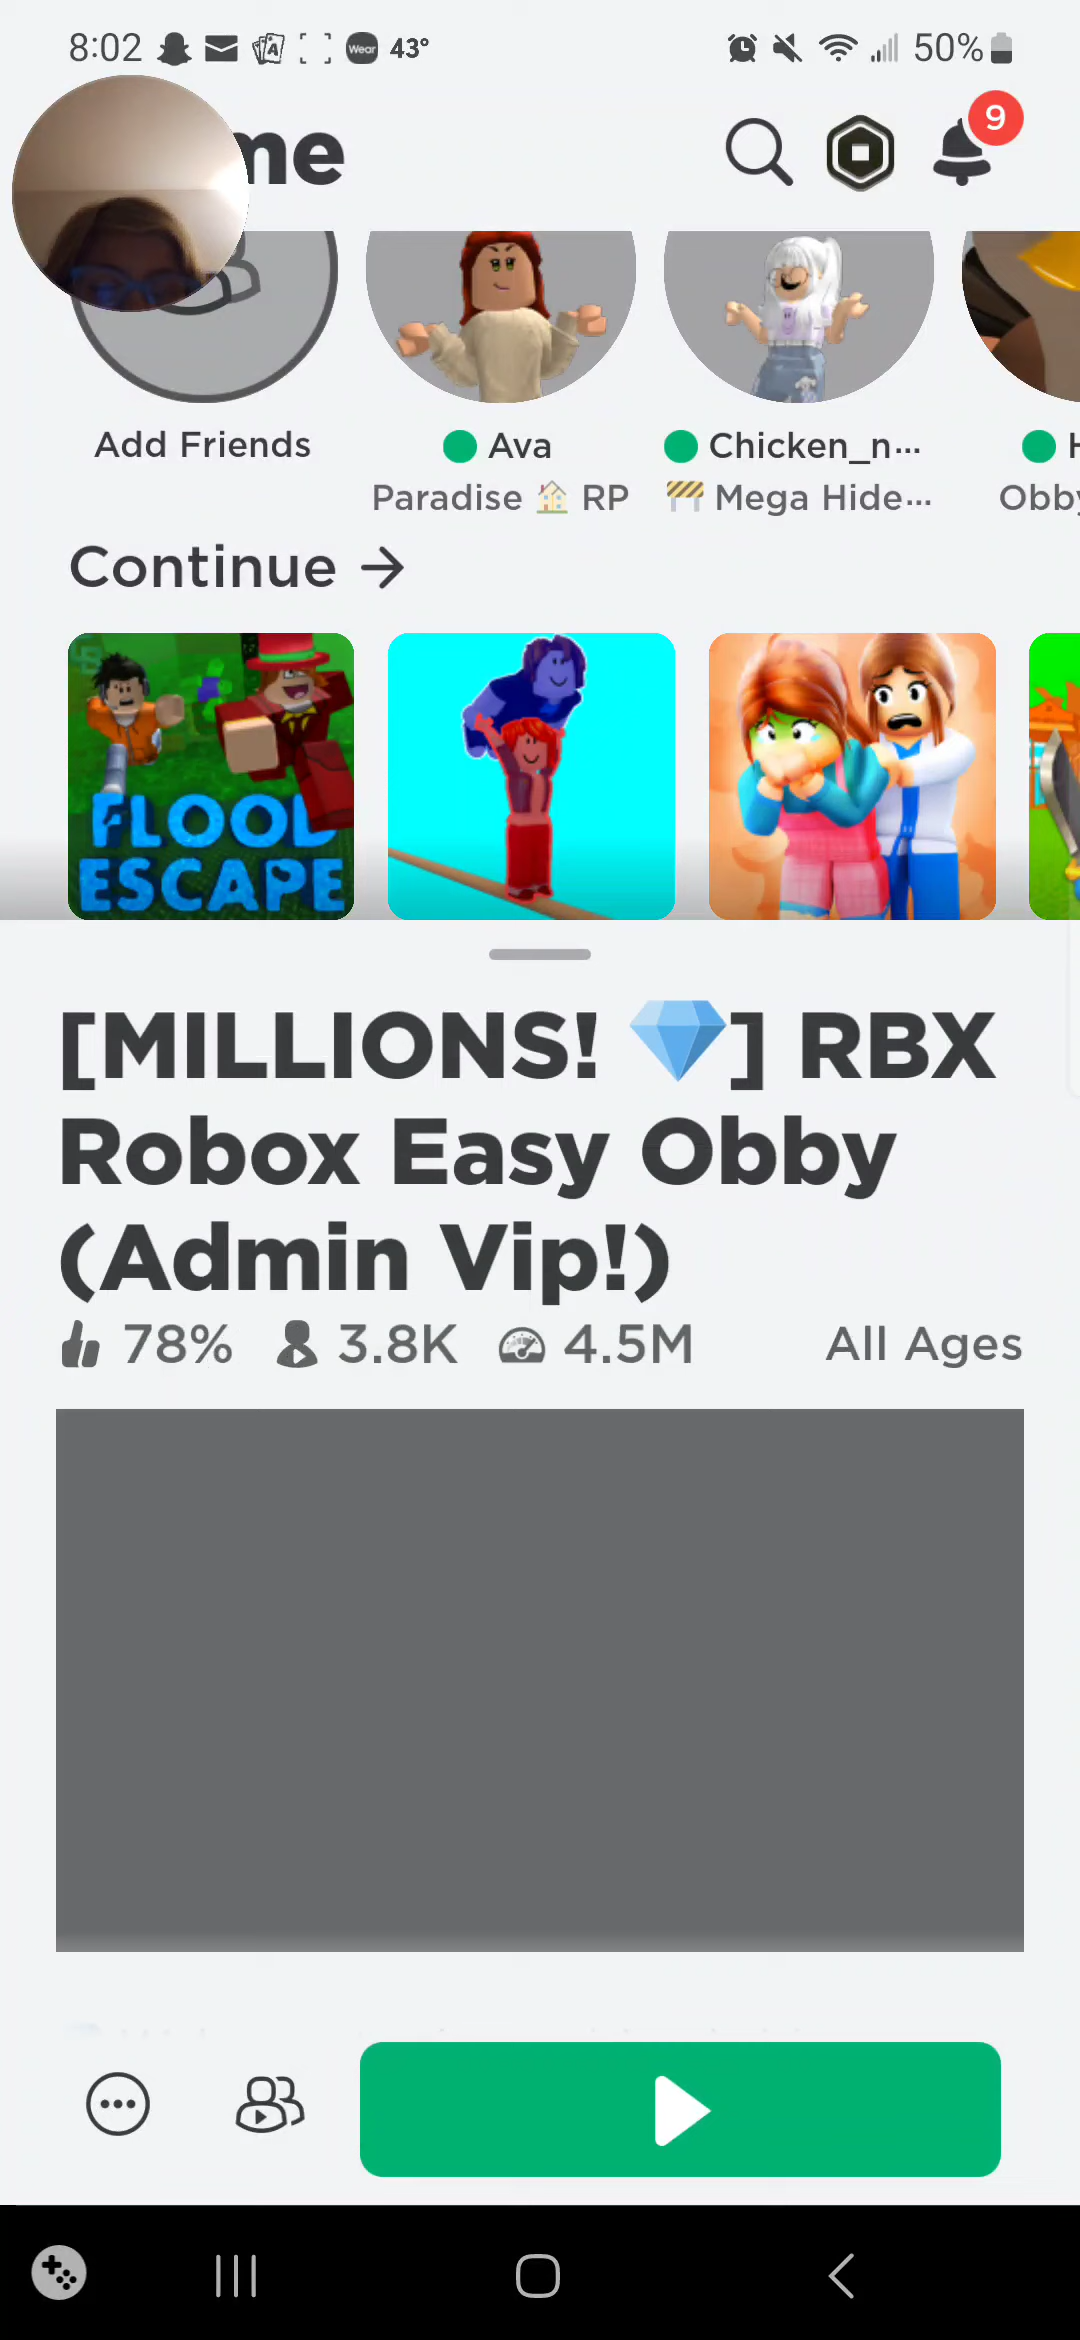 8:02 Wear 43° 50%
me 9
Add Friends Ava Chicken_n... H
Paradise RP Mega Hide... Obby
Continue →
FLOOD
ESCAPE
[MILLIONS! 💎] RBX
Robox Easy Obby
(Admin Vip!)
78% 3.8K 4.5M All Ages